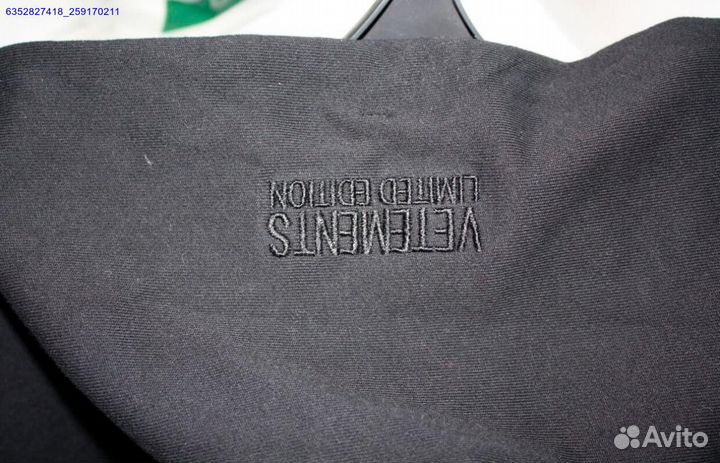 6352827418_259170211
VETEMENTS
LIMITED EDITION
Avito